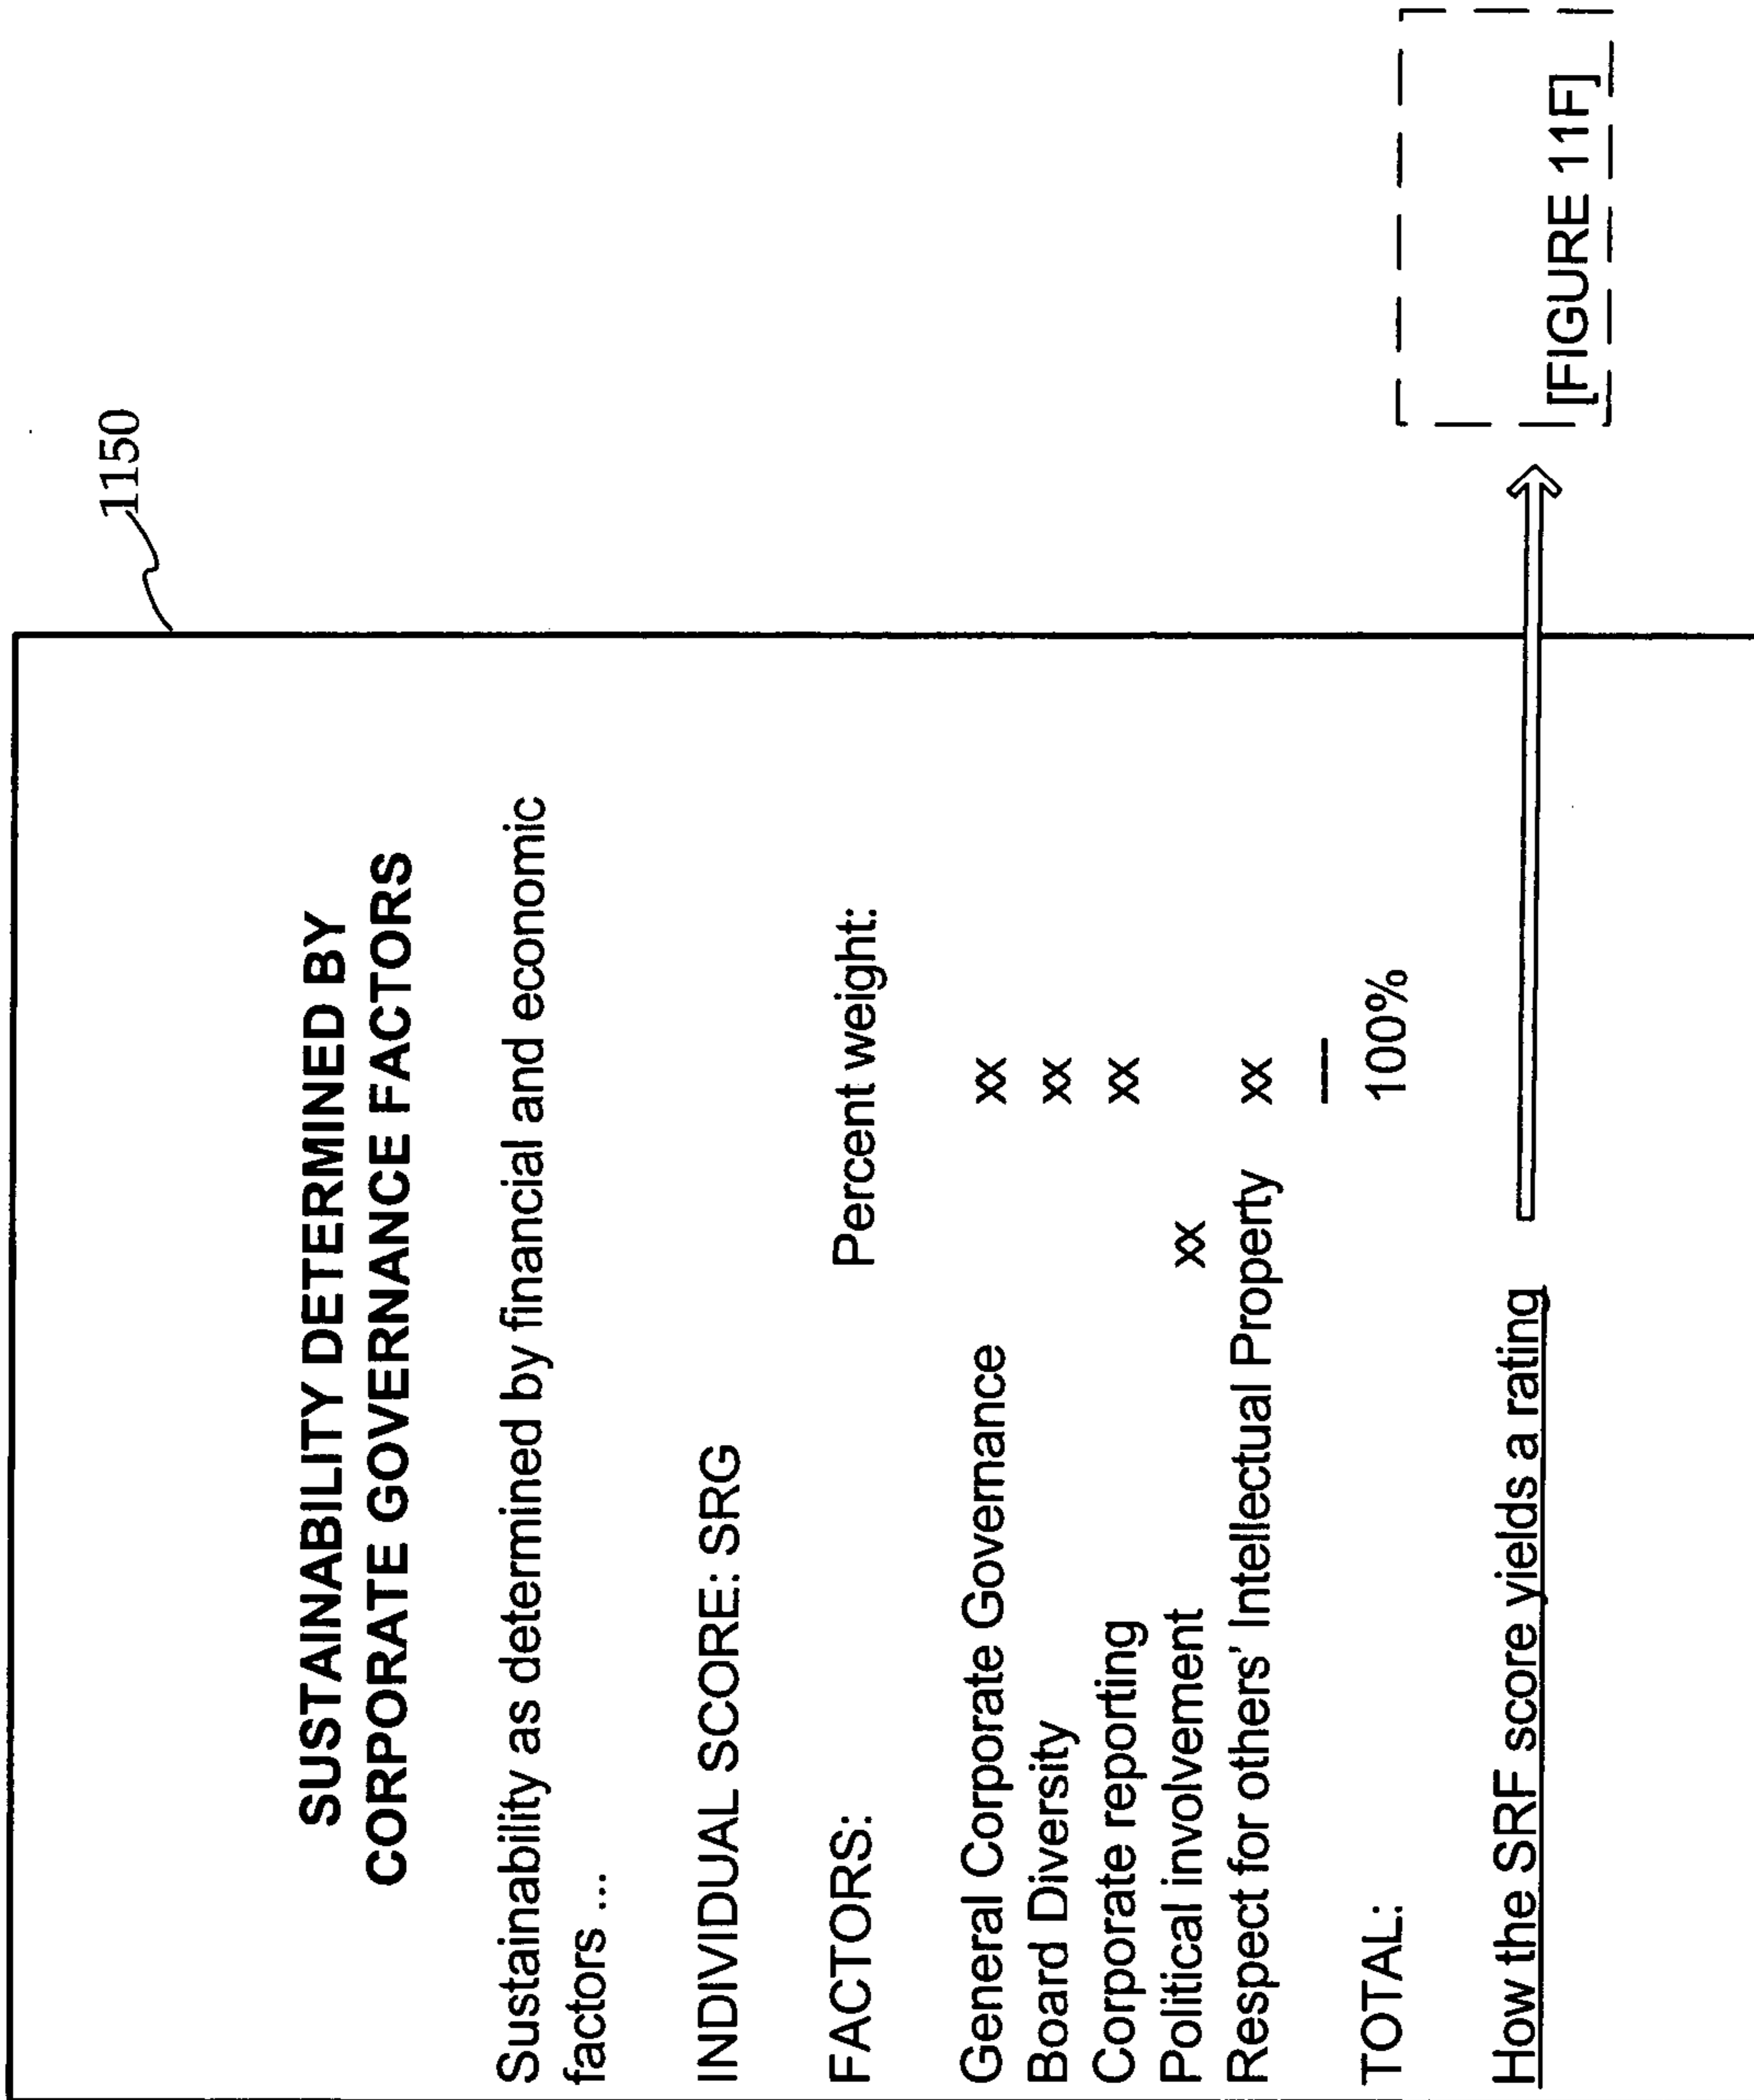 1150
SUSTAINABILITY DETERMINED BY
CORPORATE GOVERNANCE FACTORS
Sustainability as determined by financial and economic
factors ...
INDIVIDUAL SCORE: SRG
FACTORS: Percent weight:
General Corporate Governance xx
Board Diversity xx
Corporate reporting xx
Political involvement xx
Respect for others' Intellectual Property xx
TOTAL: 100%
How the SRF score yields a rating
[FIGURE 11F]